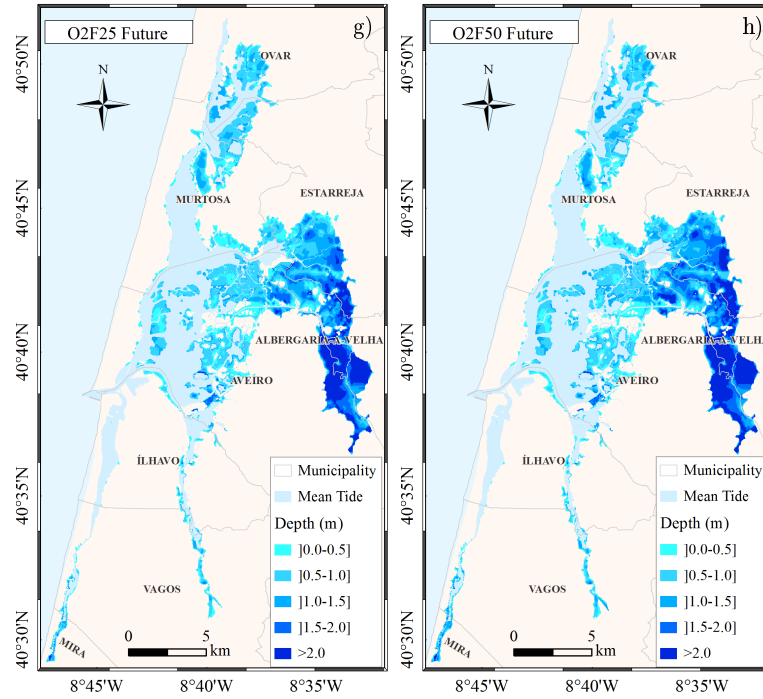 O2F25 Future
g)
N
OVAR
MURTOSA
ESTARREJA
ALBERGARIA-A-VELHA
AVEIRO
ÍLHAVO
VAGOS
MIRA
Municipality
Mean Tide
Depth (m)
]0.0-0.5]
]0.5-1.0]
]1.0-1.5]
]1.5-2.0]
>2.0
0 5
km
40°50'N
40°45'N
40°40'N
40°35'N
40°30'N
8°45'W 8°40'W 8°35'W
O2F50 Future
h)
N
OVAR
MURTOSA
ESTARREJA
ALBERGARIA-A-VELHA
AVEIRO
ÍLHAVO
VAGOS
MIRA
Municipality
Mean Tide
Depth (m)
]0.0-0.5]
]0.5-1.0]
]1.0-1.5]
]1.5-2.0]
>2.0
0 5
km
40°50'N
40°45'N
40°40'N
40°35'N
40°30'N
8°45'W 8°40'W 8°35'W